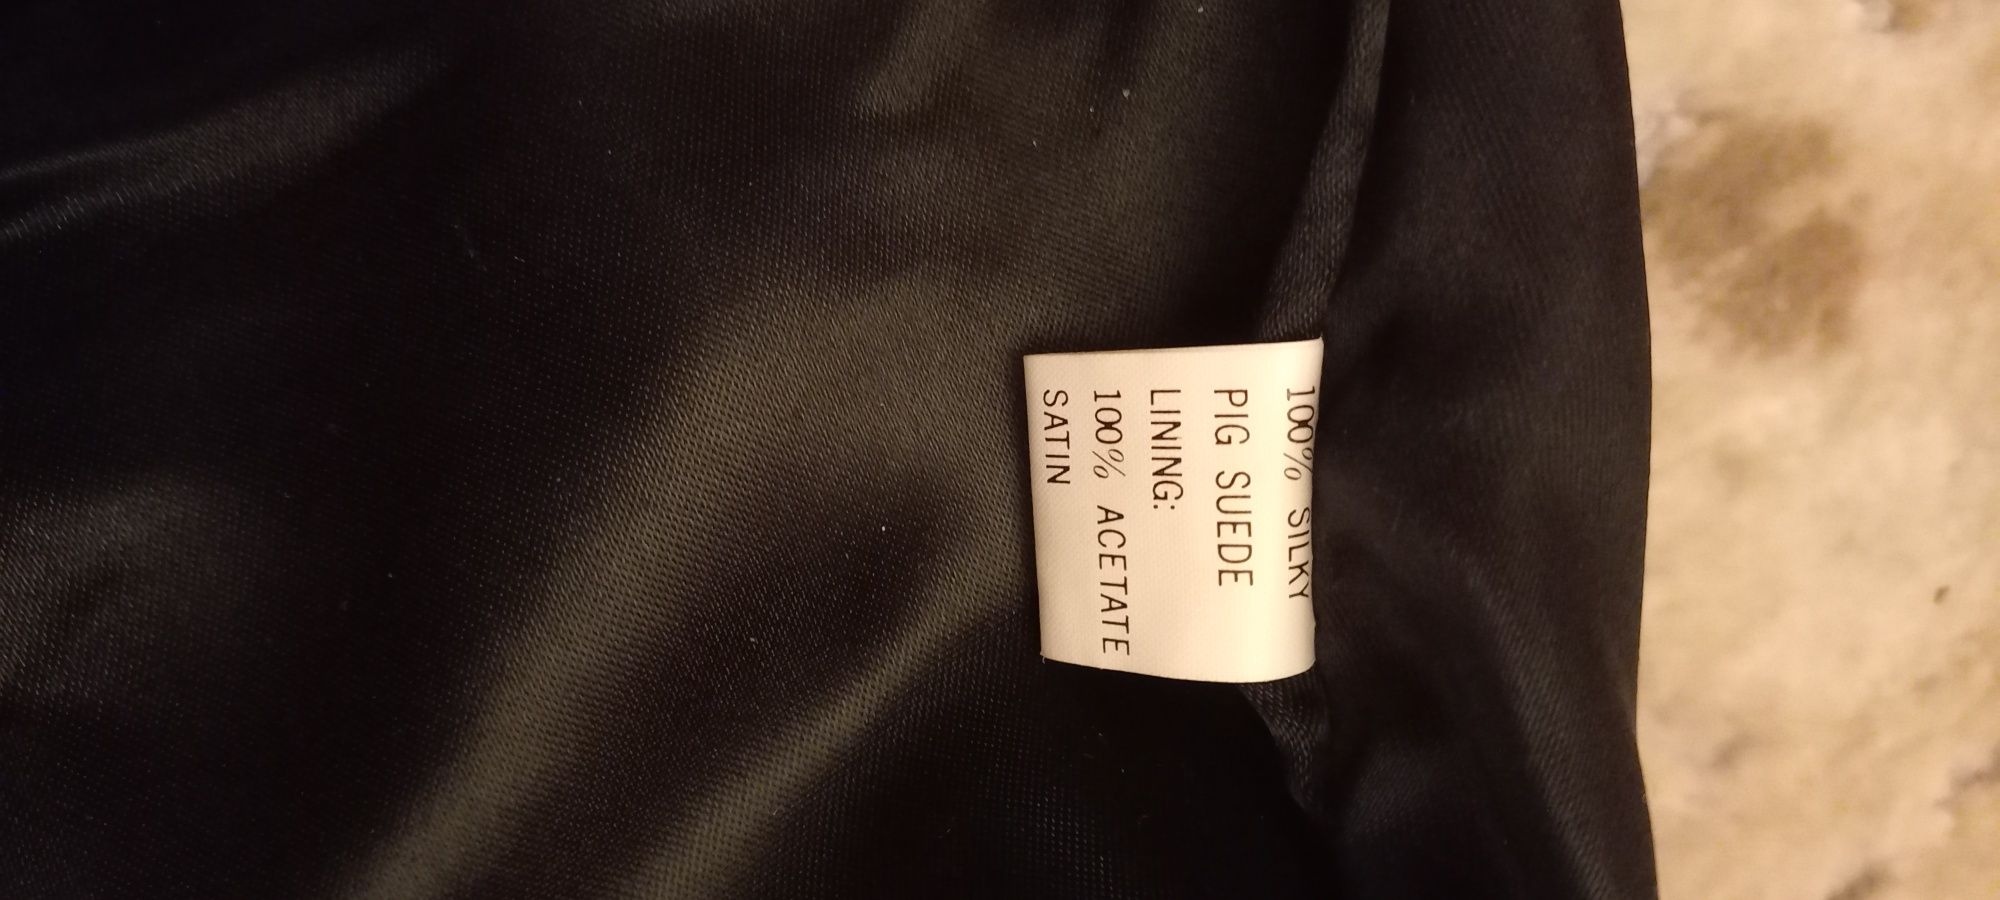 100% SILKY
PIG SUEDE
LINING:
100% ACETATE
SATIN